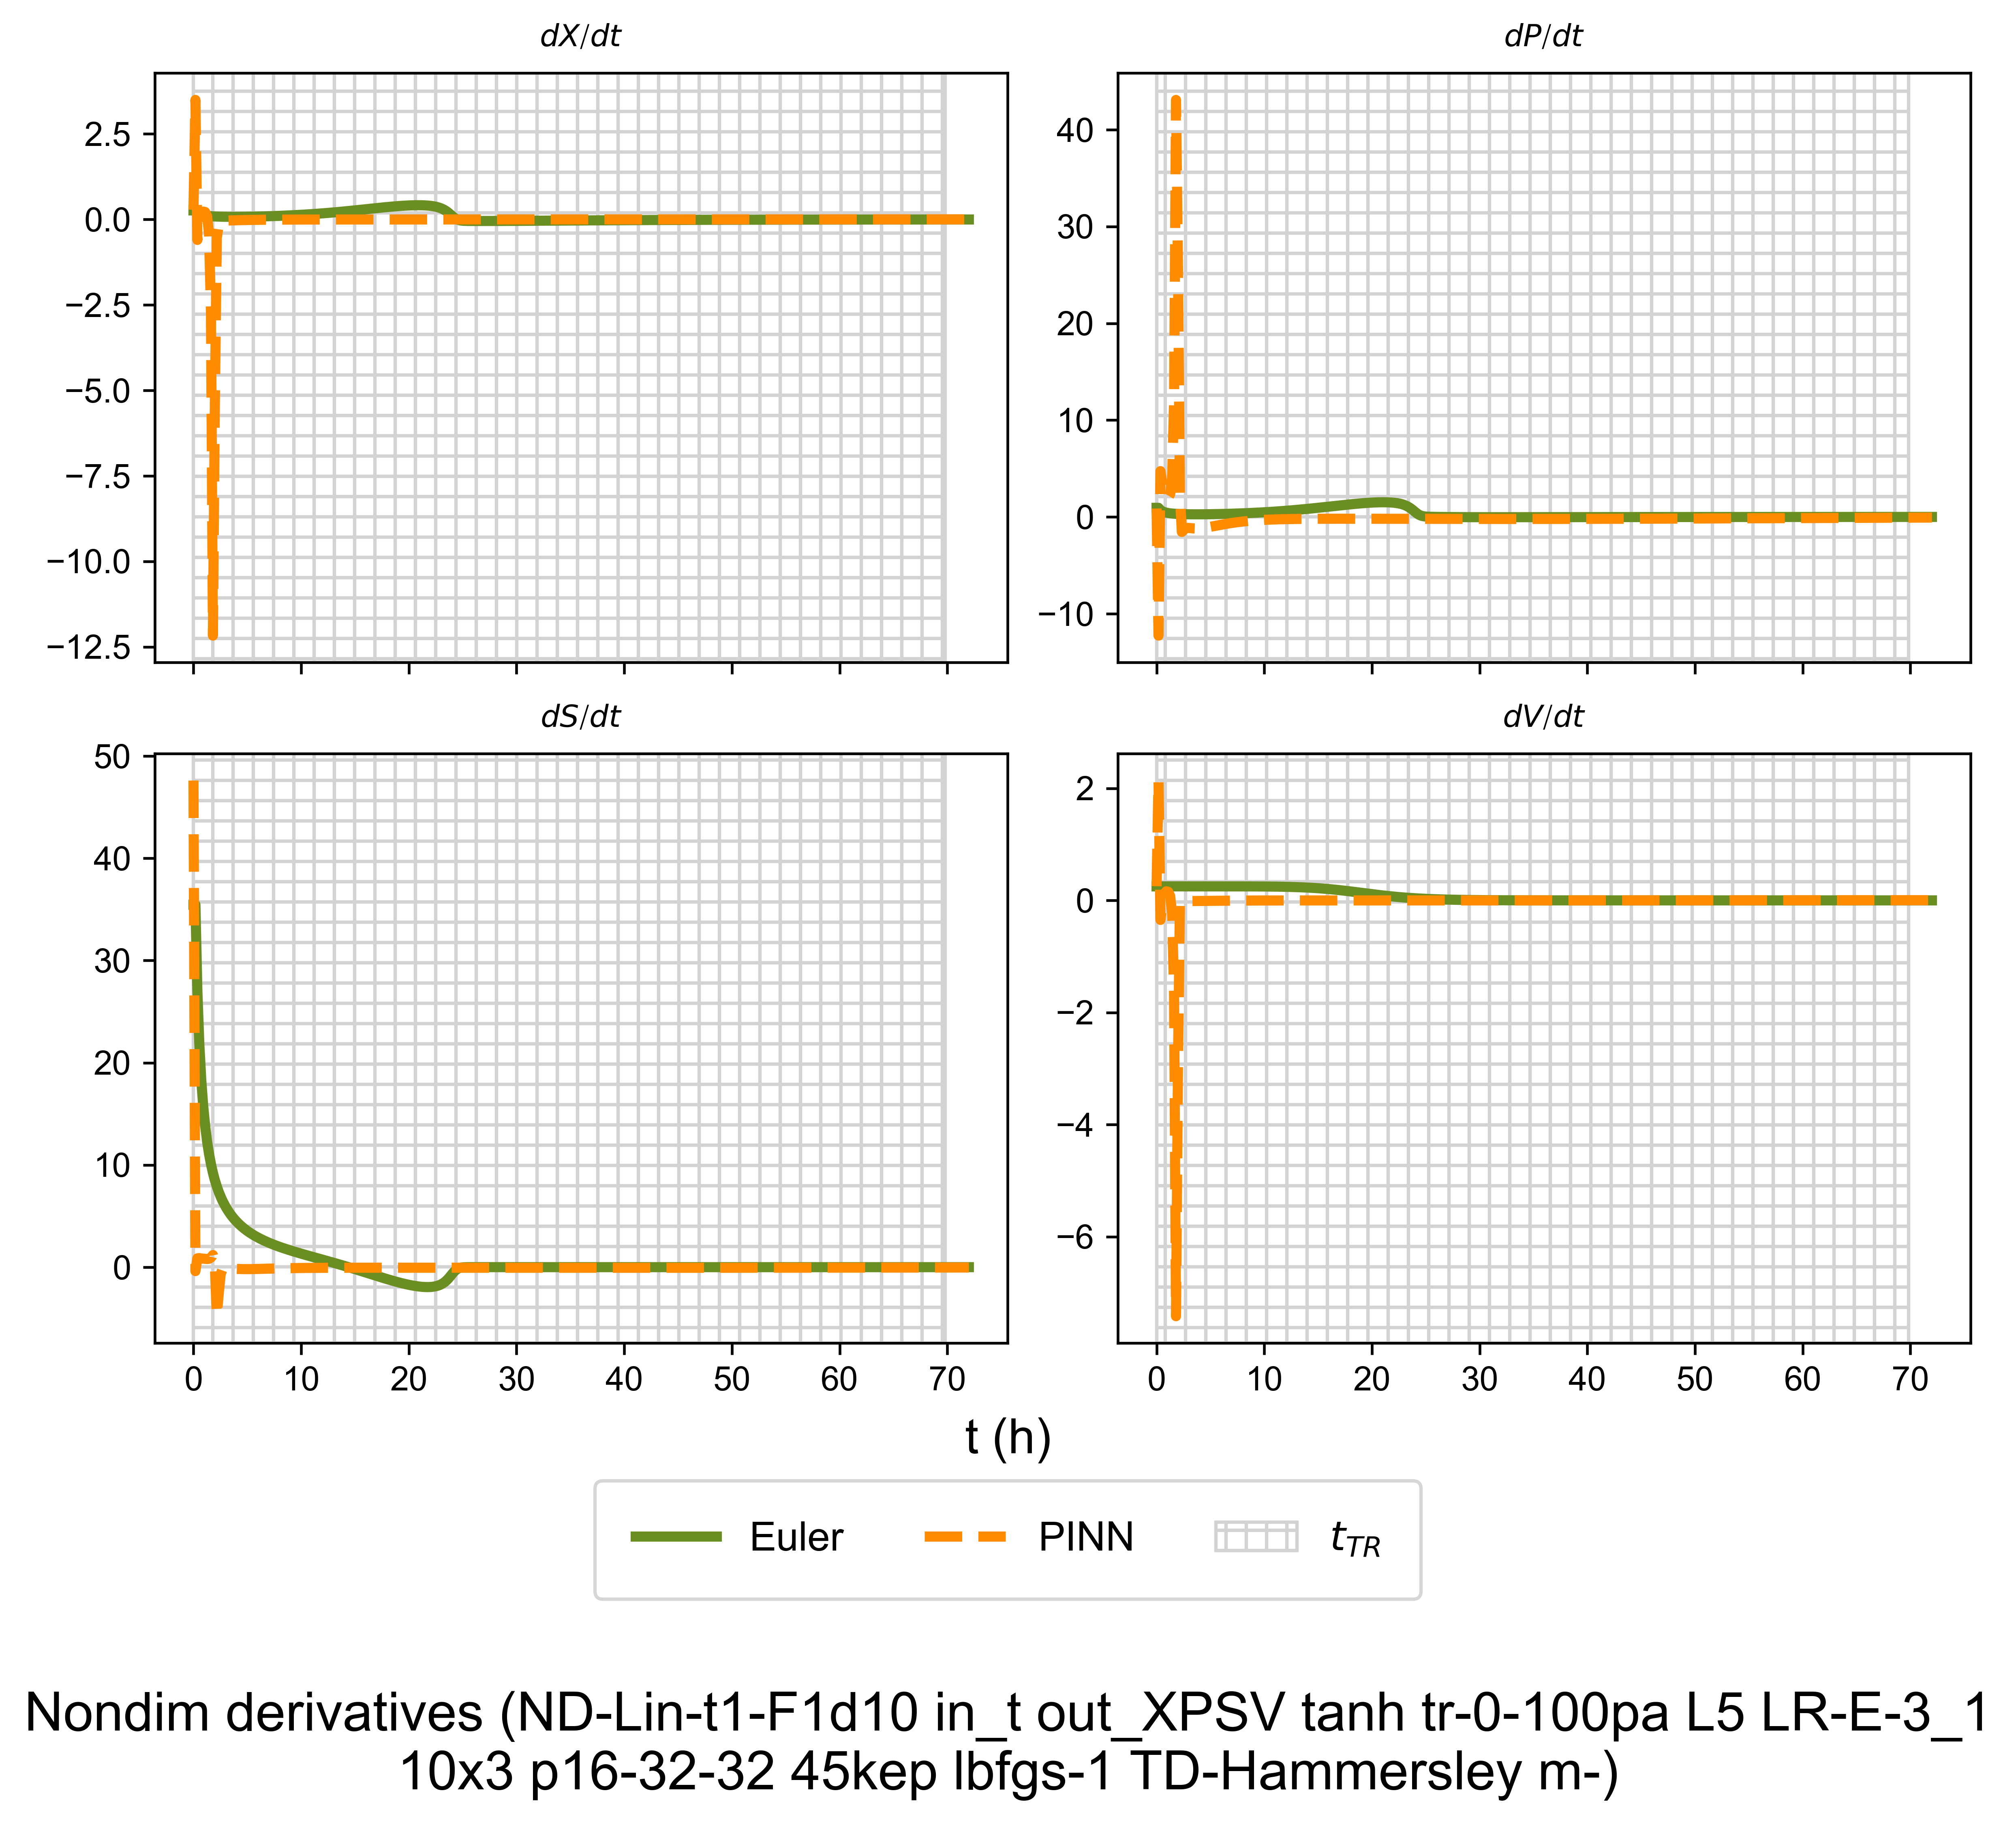 dX/dt
dP/dt
2.5
0.0
−2.5
−5.0
−7.5
−10.0
−12.5
40
30
20
10
0
−10
dS/dt
dV/dt
50
40
30
20
10
0
2
0
−2
−4
−6
0 10 20 30 40 50 60 70
0 10 20 30 40 50 60 70
t (h)
Euler PINN t_TR
Nondim derivatives (ND-Lin-t1-F1d10 in_t out_XPSV tanh tr-0-100pa L5 LR-E-3_1
10x3 p16-32-32 45kep lbfgs-1 TD-Hammersley m-)